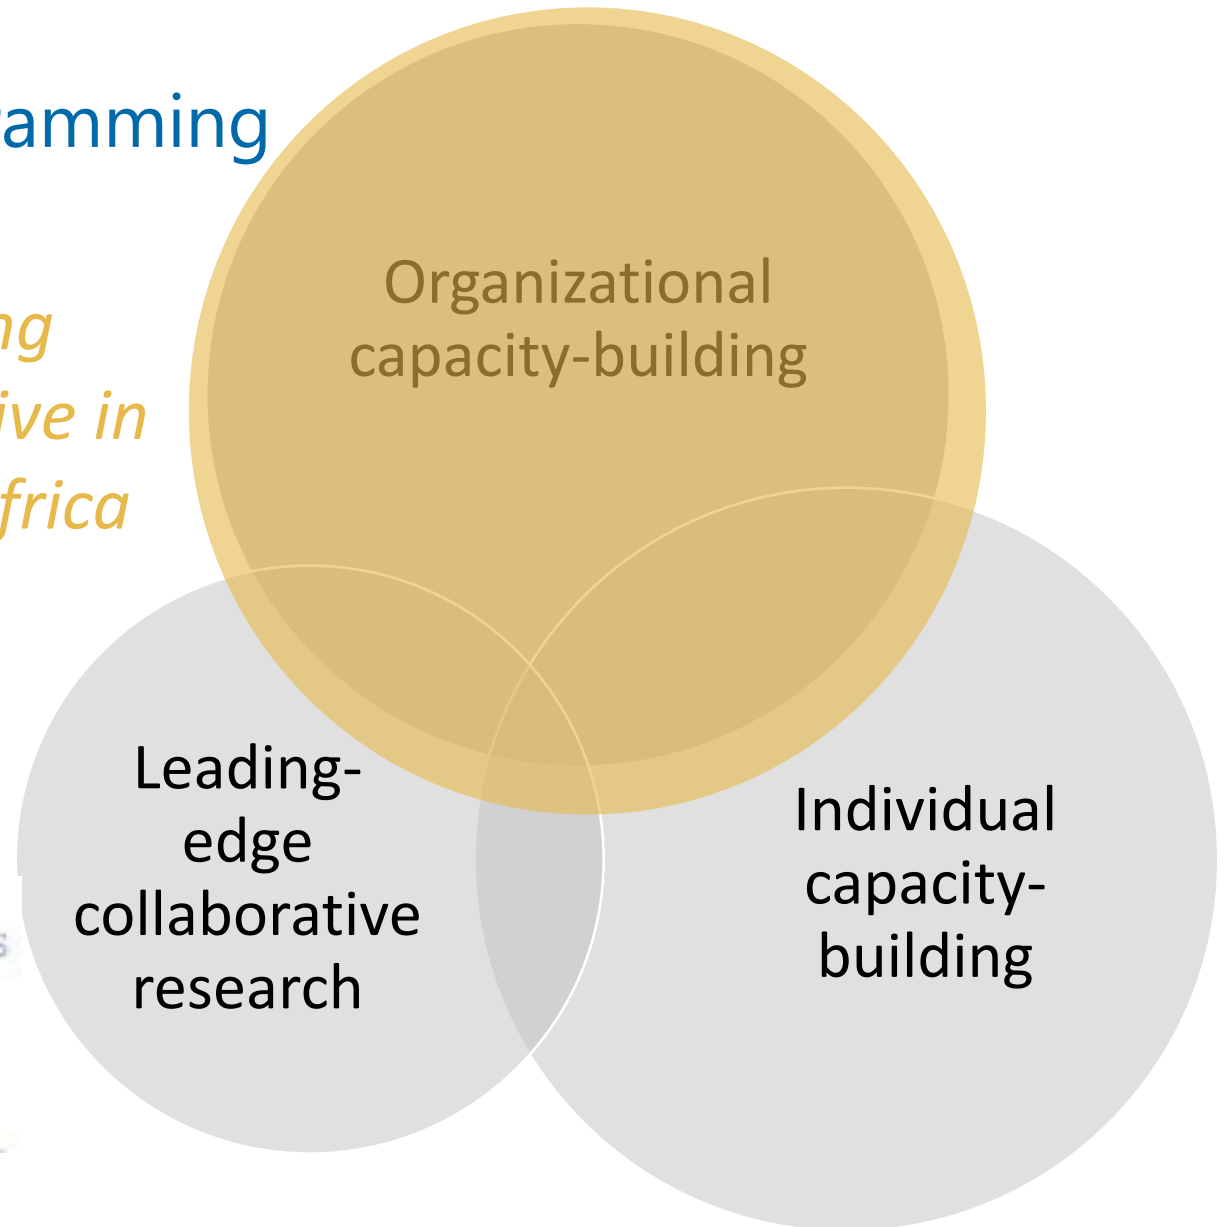 amming
ng
ive in
frica
Organizational
capacity-building
Leading-
edge
collaborative
research
Individual
capacity-
building
s